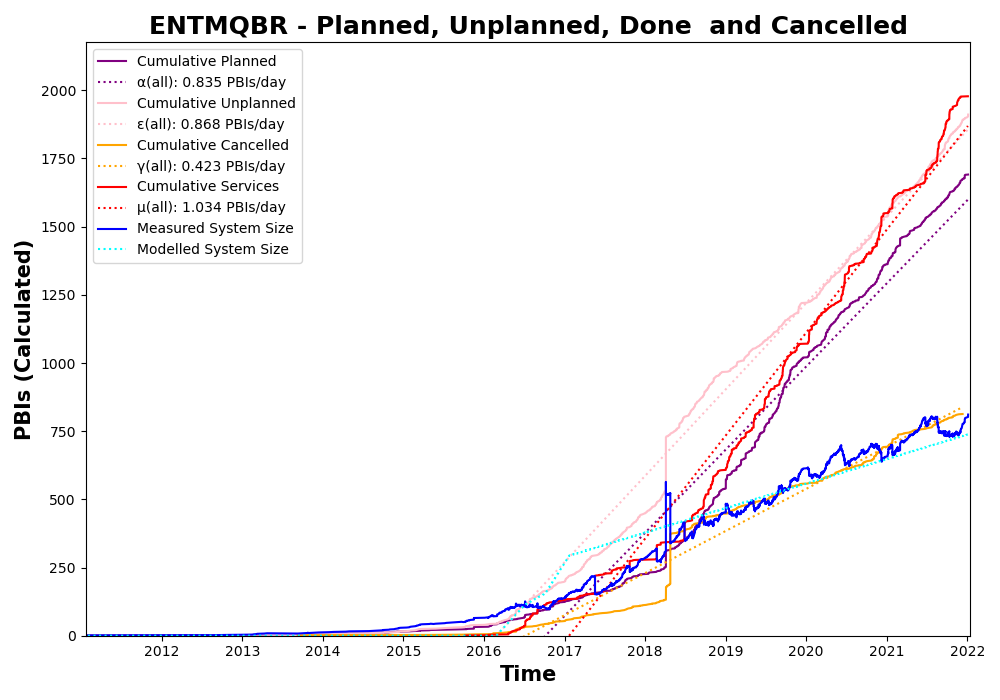 ENTMQBR - Planned, Unplanned, Done  and Cancelled
Cumulative Planned
α(all): 0.835 PBIs/day
Cumulative Unplanned
ε(all): 0.868 PBIs/day
Cumulative Cancelled
γ(all): 0.423 PBIs/day
Cumulative Services
μ(all): 1.034 PBIs/day
Measured System Size
Modelled System Size
PBIs (Calculated)
2000
1750
1500
1250
1000
750
500
250
0
2012 2013 2014 2015 2016 2017 2018 2019 2020 2021 2022
Time